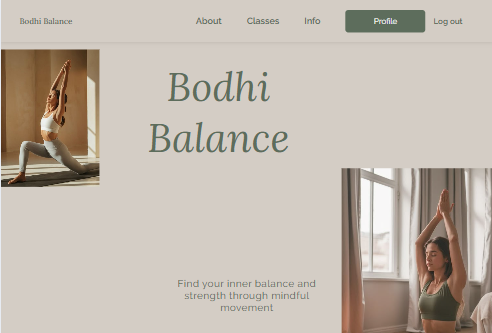 Bodhi Balance
About Classes Info Profile Log out
Bodhi
Balance
Find your inner balance and
strength through mindful
movement